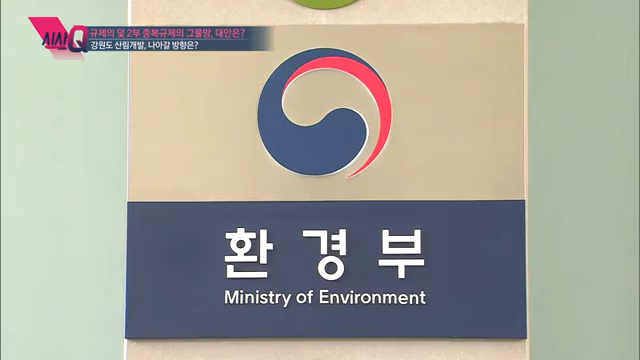 시사Q
규제의 덫 2부 중복규제의 그물망, 대안은?
강원도 산림개발, 나아갈 방향은?
환경부
Ministry of Environment